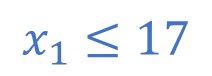 x₁ ≤ 17